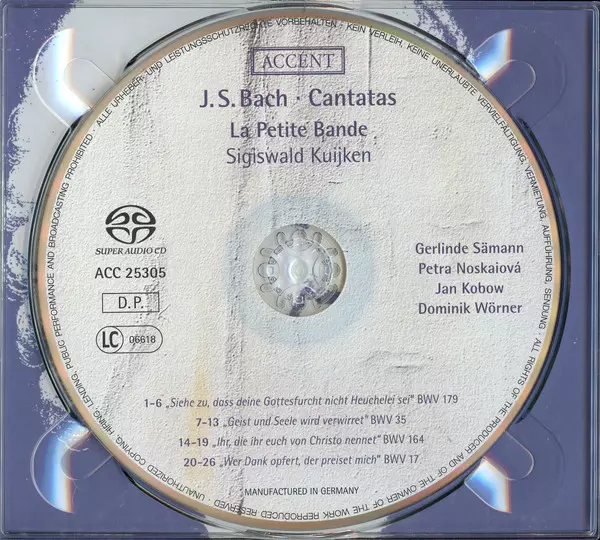 ACCENT
J. S. Bach · Cantatas
La Petite Bande
Sigiswald Kuijken
SUPER AUDIO CD
ACC 25305
D. P.
LC 06618
Gerlinde Sämann
Petra Noskaiová
Jan Kobow
Dominik Wörner
1–6 „Siehe zu, dass deine Gottesfurcht nicht Heuchelei sei“ BWV 179
7–13 „Geist und Seele wird verwirret“ BWV 35
14–19 „Ihr, die ihr euch von Christo nennet“ BWV 164
20–26 „Wer Dank opfert, der preiset mich“ BWV 17
MANUFACTURED IN GERMANY
ALLE URHEBER- UND LEISTUNGSSCHUTZRECHTE VORBEHALTEN · KEIN VERLEIH, KEINE UNERLAUBTE VERVIELFÄLTIGUNG, VERMIETUNG, AUFFÜHRUNG, SENDUNG · ALL RIGHTS OF THE PRODUCER AND OF THE OWNER OF THE WORK REPRODUCED RESERVED · UNAUTHORIZED COPYING, HIRING, LENDING, PUBLIC PERFORMANCE AND BROADCASTING PROHIBITED ·